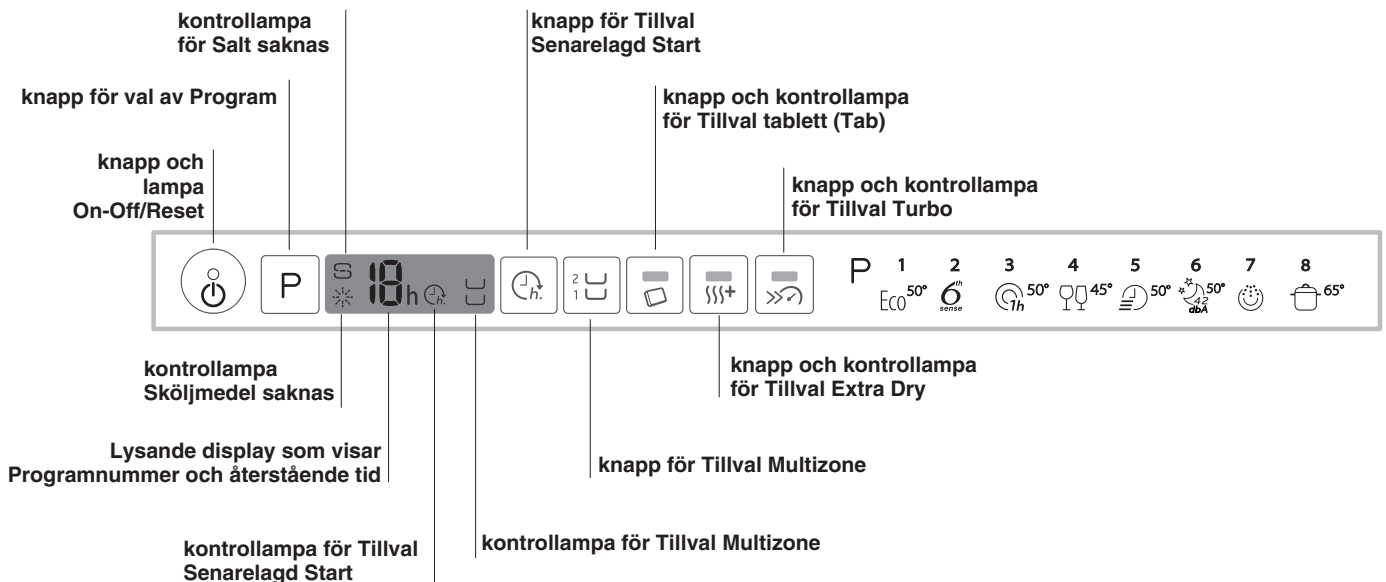 kontrollampa
för Salt saknas
knapp för Tillval
Senarelagd Start
knapp för val av Program
knapp och kontrollampa
för Tillval tablett (Tab)
knapp och
lampa
On-Off/Reset
knapp och kontrollampa
för Tillval Turbo
P
18h
h.
h.
2
1
P 1 2 3 4 5 6 7 8
Eco 50° 6th sense 1h 50° 45° 50° 42 dbA 50° 65°
kontrollampa
Sköljmedel saknas
knapp och kontrollampa
för Tillval Extra Dry
Lysande display som visar
Programnummer och återstående tid
knapp för Tillval Multizone
kontrollampa för Tillval
Senarelagd Start
kontrollampa för Tillval Multizone